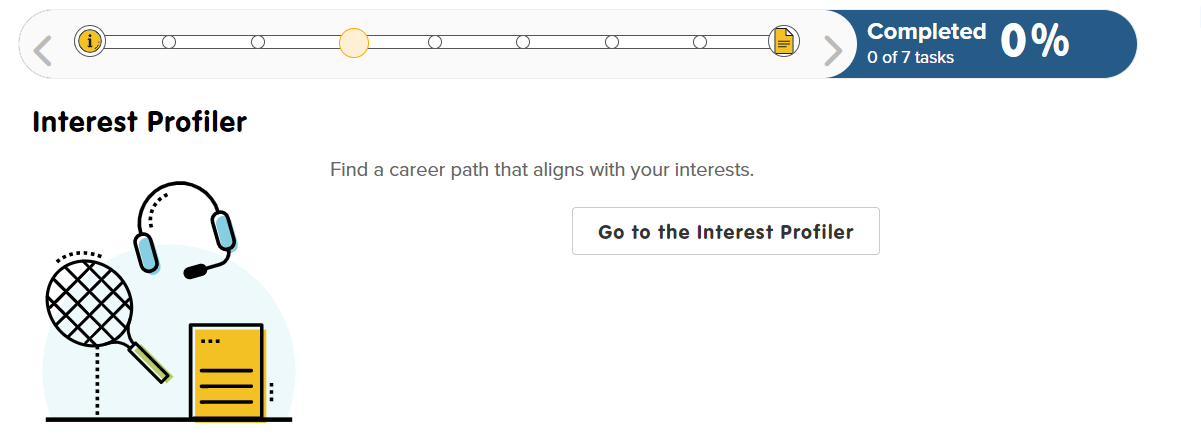 Completed
0 of 7 tasks
0%
Interest Profiler
Find a career path that aligns with your interests.
Go to the Interest Profiler